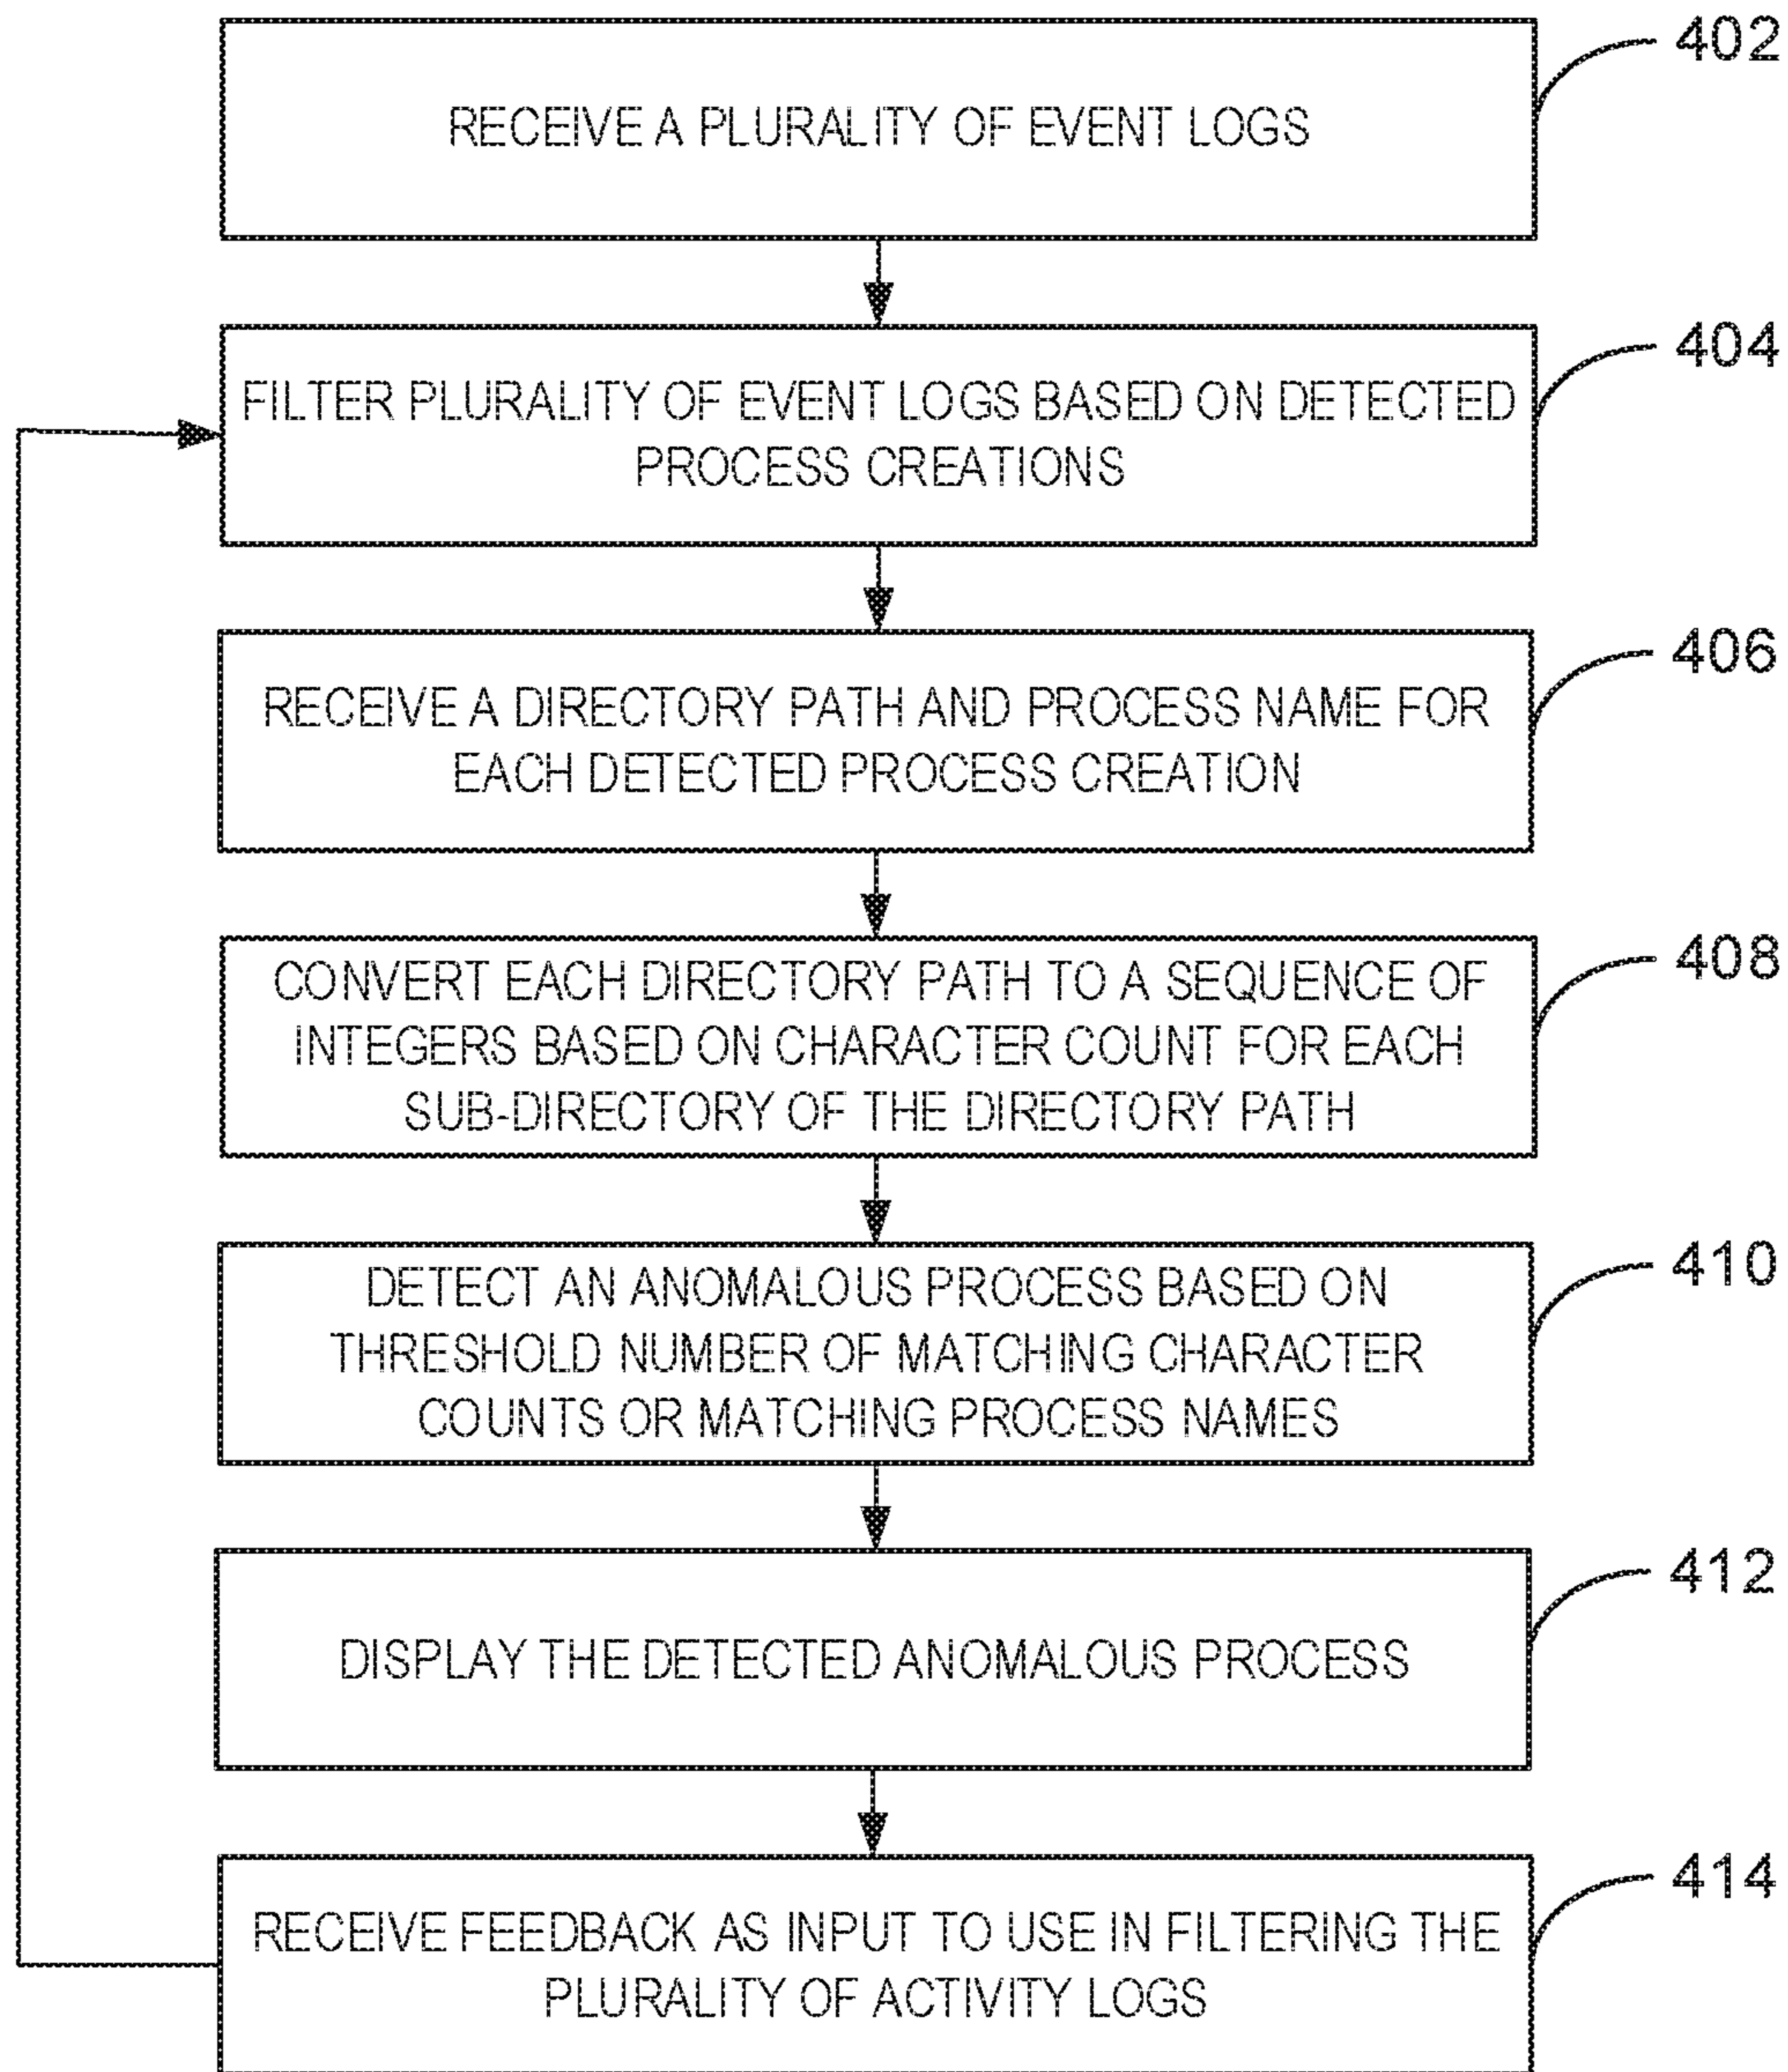 RECEIVE A PLURALITY OF EVENT LOGS
402
FILTER PLURALITY OF EVENT LOGS BASED ON DETECTED
PROCESS CREATIONS
404
RECEIVE A DIRECTORY PATH AND PROCESS NAME FOR
EACH DETECTED PROCESS CREATION
406
CONVERT EACH DIRECTORY PATH TO A SEQUENCE OF
INTEGERS BASED ON CHARACTER COUNT FOR EACH
SUB-DIRECTORY OF THE DIRECTORY PATH
408
DETECT AN ANOMALOUS PROCESS BASED ON
THRESHOLD NUMBER OF MATCHING CHARACTER
COUNTS OR MATCHING PROCESS NAMES
410
DISPLAY THE DETECTED ANOMALOUS PROCESS
412
RECEIVE FEEDBACK AS INPUT TO USE IN FILTERING THE
PLURALITY OF ACTIVITY LOGS
414